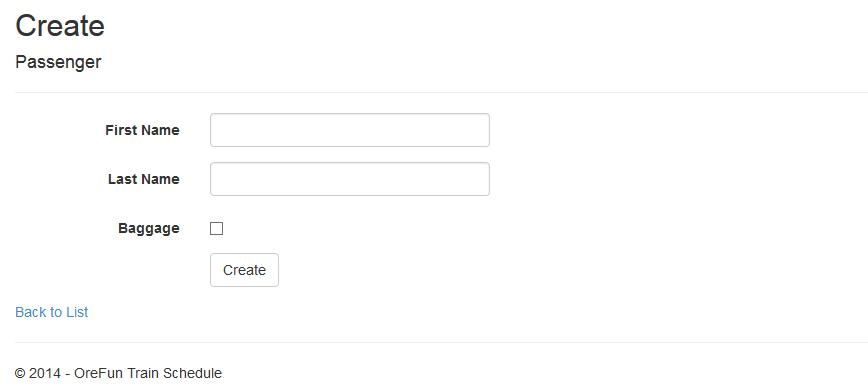 Create
Passenger
First Name
Last Name
Baggage
Create
Back to List
© 2014 - OreFun Train Schedule